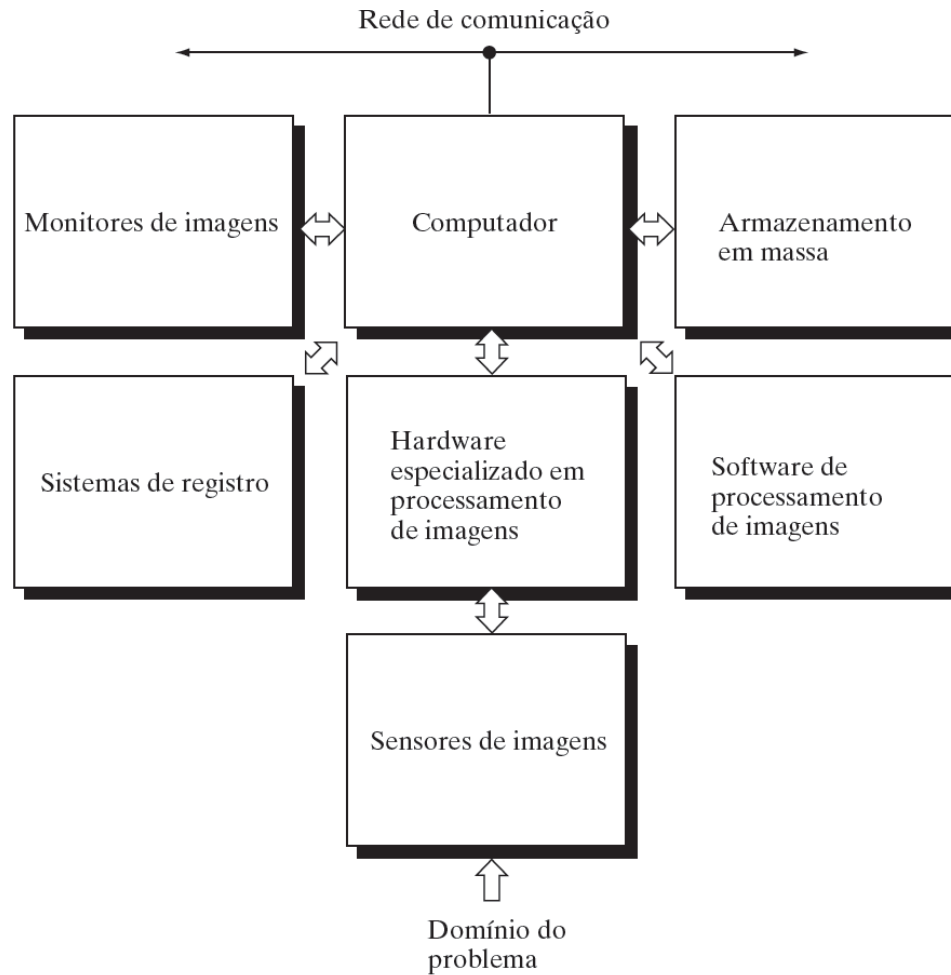 Rede de comunicação
Monitores de imagens
Computador
Armazenamento
em massa
Sistemas de registro
Hardware
especializado em
processamento
de imagens
Software de
processamento
de imagens
Sensores de imagens
Domínio do
problema